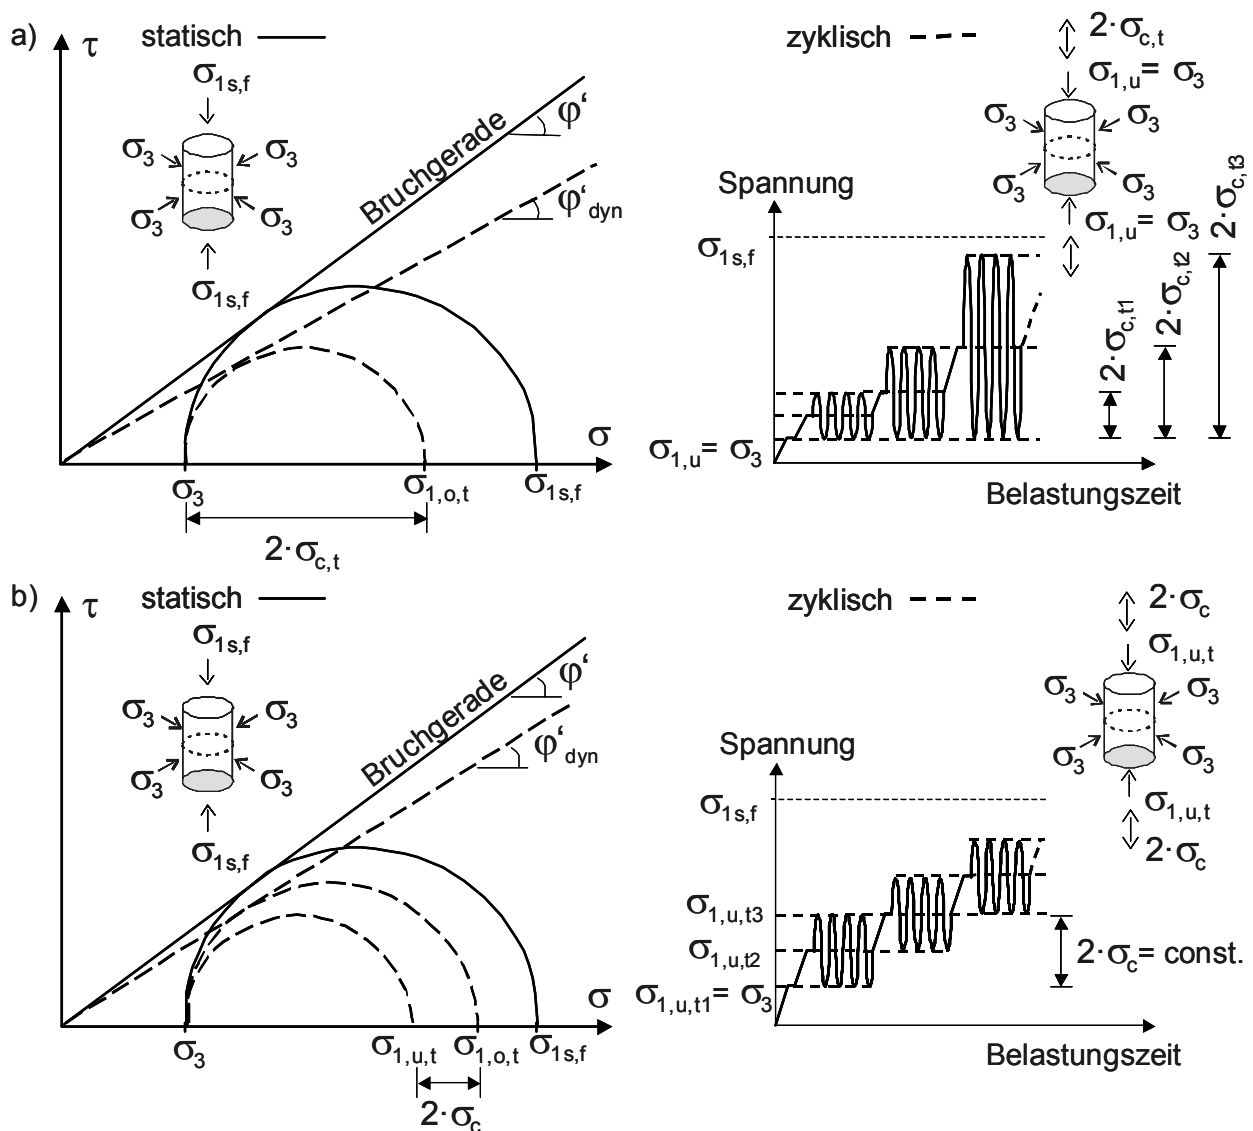 a) τ statisch
σ1s,f
σ3 σ3
σ3 σ3
σ1s,f
Bruchgerade
φ‘
φ‘dyn
σ
σ3 σ1,o,t σ1s,f
2·σc,t
zyklisch
2·σc,t
σ1,u= σ3
σ3 σ3
σ3 σ3
σ1,u= σ3
Spannung
σ1s,f
σ1,u= σ3
2·σc,t1
2·σc,t2
2·σc,t3
Belastungszeit
b) τ statisch
σ1s,f
σ3 σ3
σ3 σ3
σ1s,f
Bruchgerade
φ‘
φ‘dyn
σ
σ3 σ1,u,t σ1,o,t σ1s,f
2·σc
zyklisch
2·σc
σ1,u,t
σ3 σ3
σ3 σ3
σ1,u,t
2·σc
Spannung
σ1s,f
σ1,u,t3
σ1,u,t2
σ1,u,t1= σ3
2·σc= const.
Belastungszeit